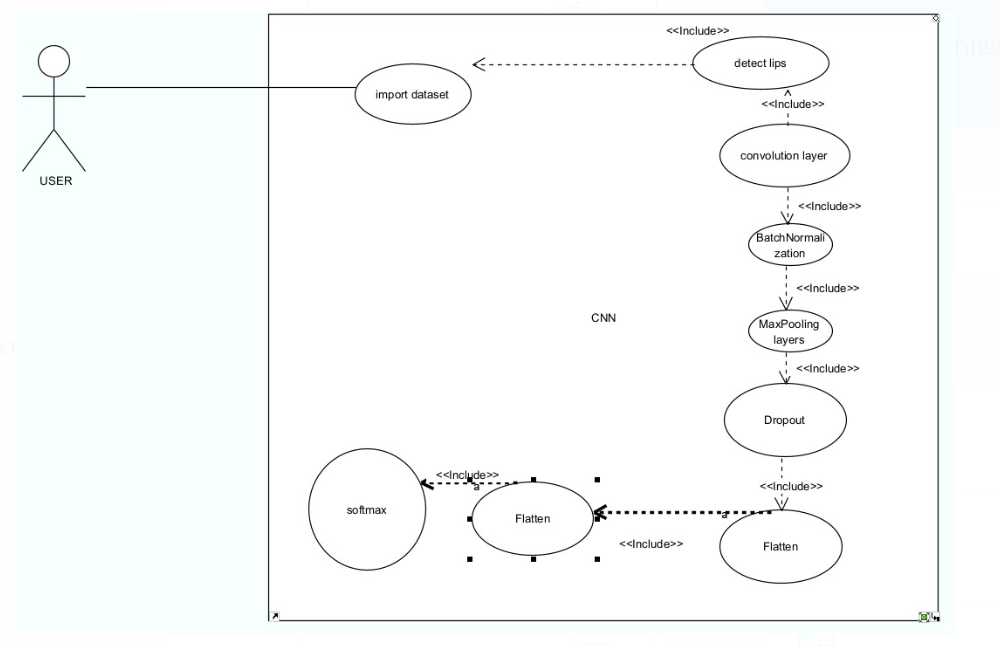 <<Include>>
detect lips
import dataset
<<Include>>
convolution layer
USER
<<Include>>
BatchNormali
zation
<<Include>>
CNN
MaxPooling
layers
<<Include>>
Dropout
<<Include>>
a
<<Include>>
softmax
Flatten
a
<<Include>>
Flatten